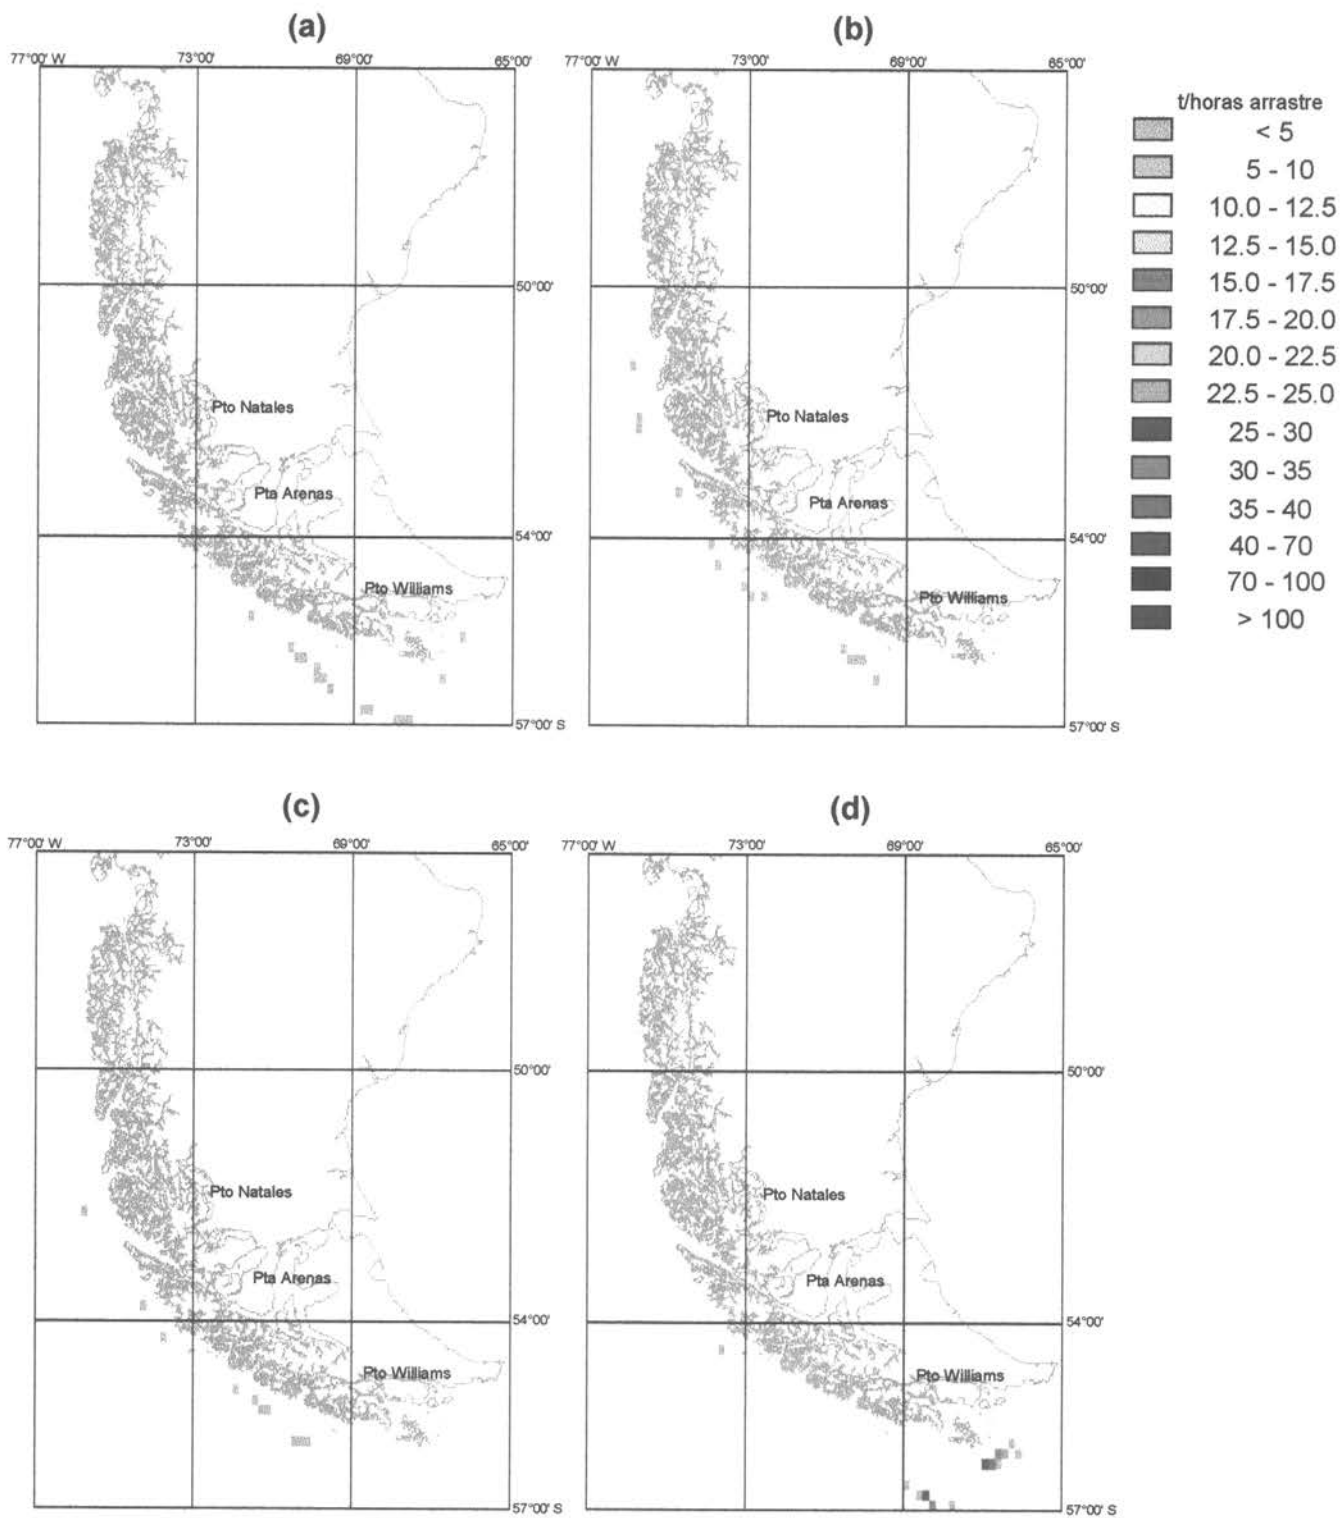 (a)
77°00' W 73°00' 69°00' 65°00'
50°00'
Pto Natales
Pta Arenas
54°00'
Pto Williams
57°00' S
(b)
77°00' W 73°00' 69°00' 65°00'
50°00'
Pto Natales
Pta Arenas
54°00'
Pto Williams
57°00' S
t/horas arrastre
< 5
5 - 10
10.0 - 12.5
12.5 - 15.0
15.0 - 17.5
17.5 - 20.0
20.0 - 22.5
22.5 - 25.0
25 - 30
30 - 35
35 - 40
40 - 70
70 - 100
> 100
(c)
77°00' W 73°00' 69°00' 65°00'
50°00'
Pto Natales
Pta Arenas
54°00'
Pto Williams
57°00' S
(d)
77°00' W 73°00' 69°00' 65°00'
50°00'
Pto Natales
Pta Arenas
54°00'
Pto Williams
57°00' S